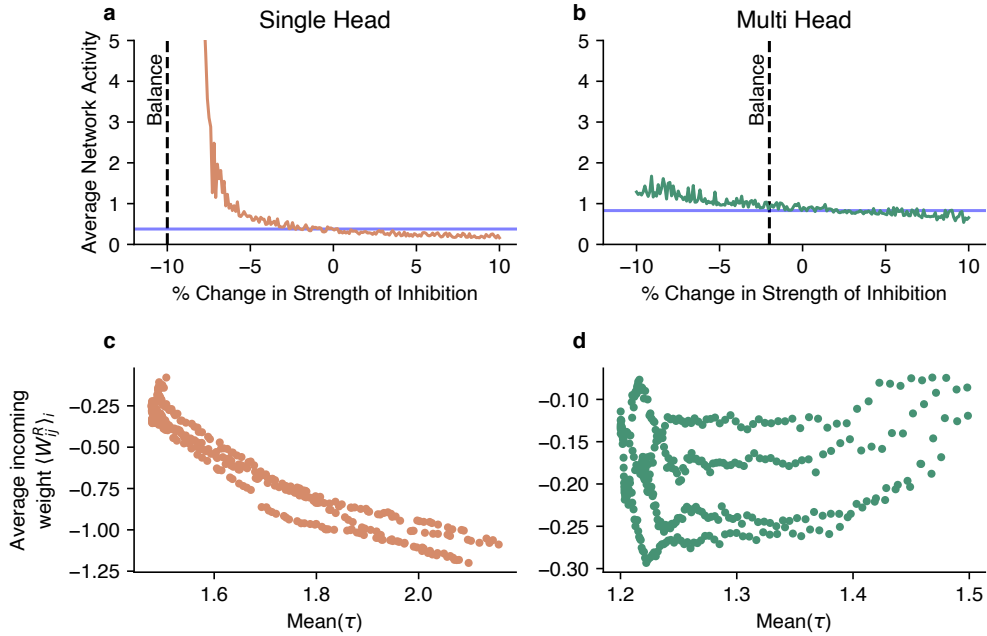 a
Single Head
b
Multi Head
Average Network Activity
5
4
3
2
1
0
Balance
−10
−5
0
5
10
% Change in Strength of Inhibition
5
4
3
2
1
0
Balance
−10
−5
0
5
10
% Change in Strength of Inhibition
c
Average incoming
weight ⟨W^R_ij⟩_i
−0.25
−0.50
−0.75
−1.00
−1.25
1.6
1.8
2.0
Mean(τ)
d
−0.10
−0.15
−0.20
−0.25
−0.30
1.2
1.3
1.4
1.5
Mean(τ)